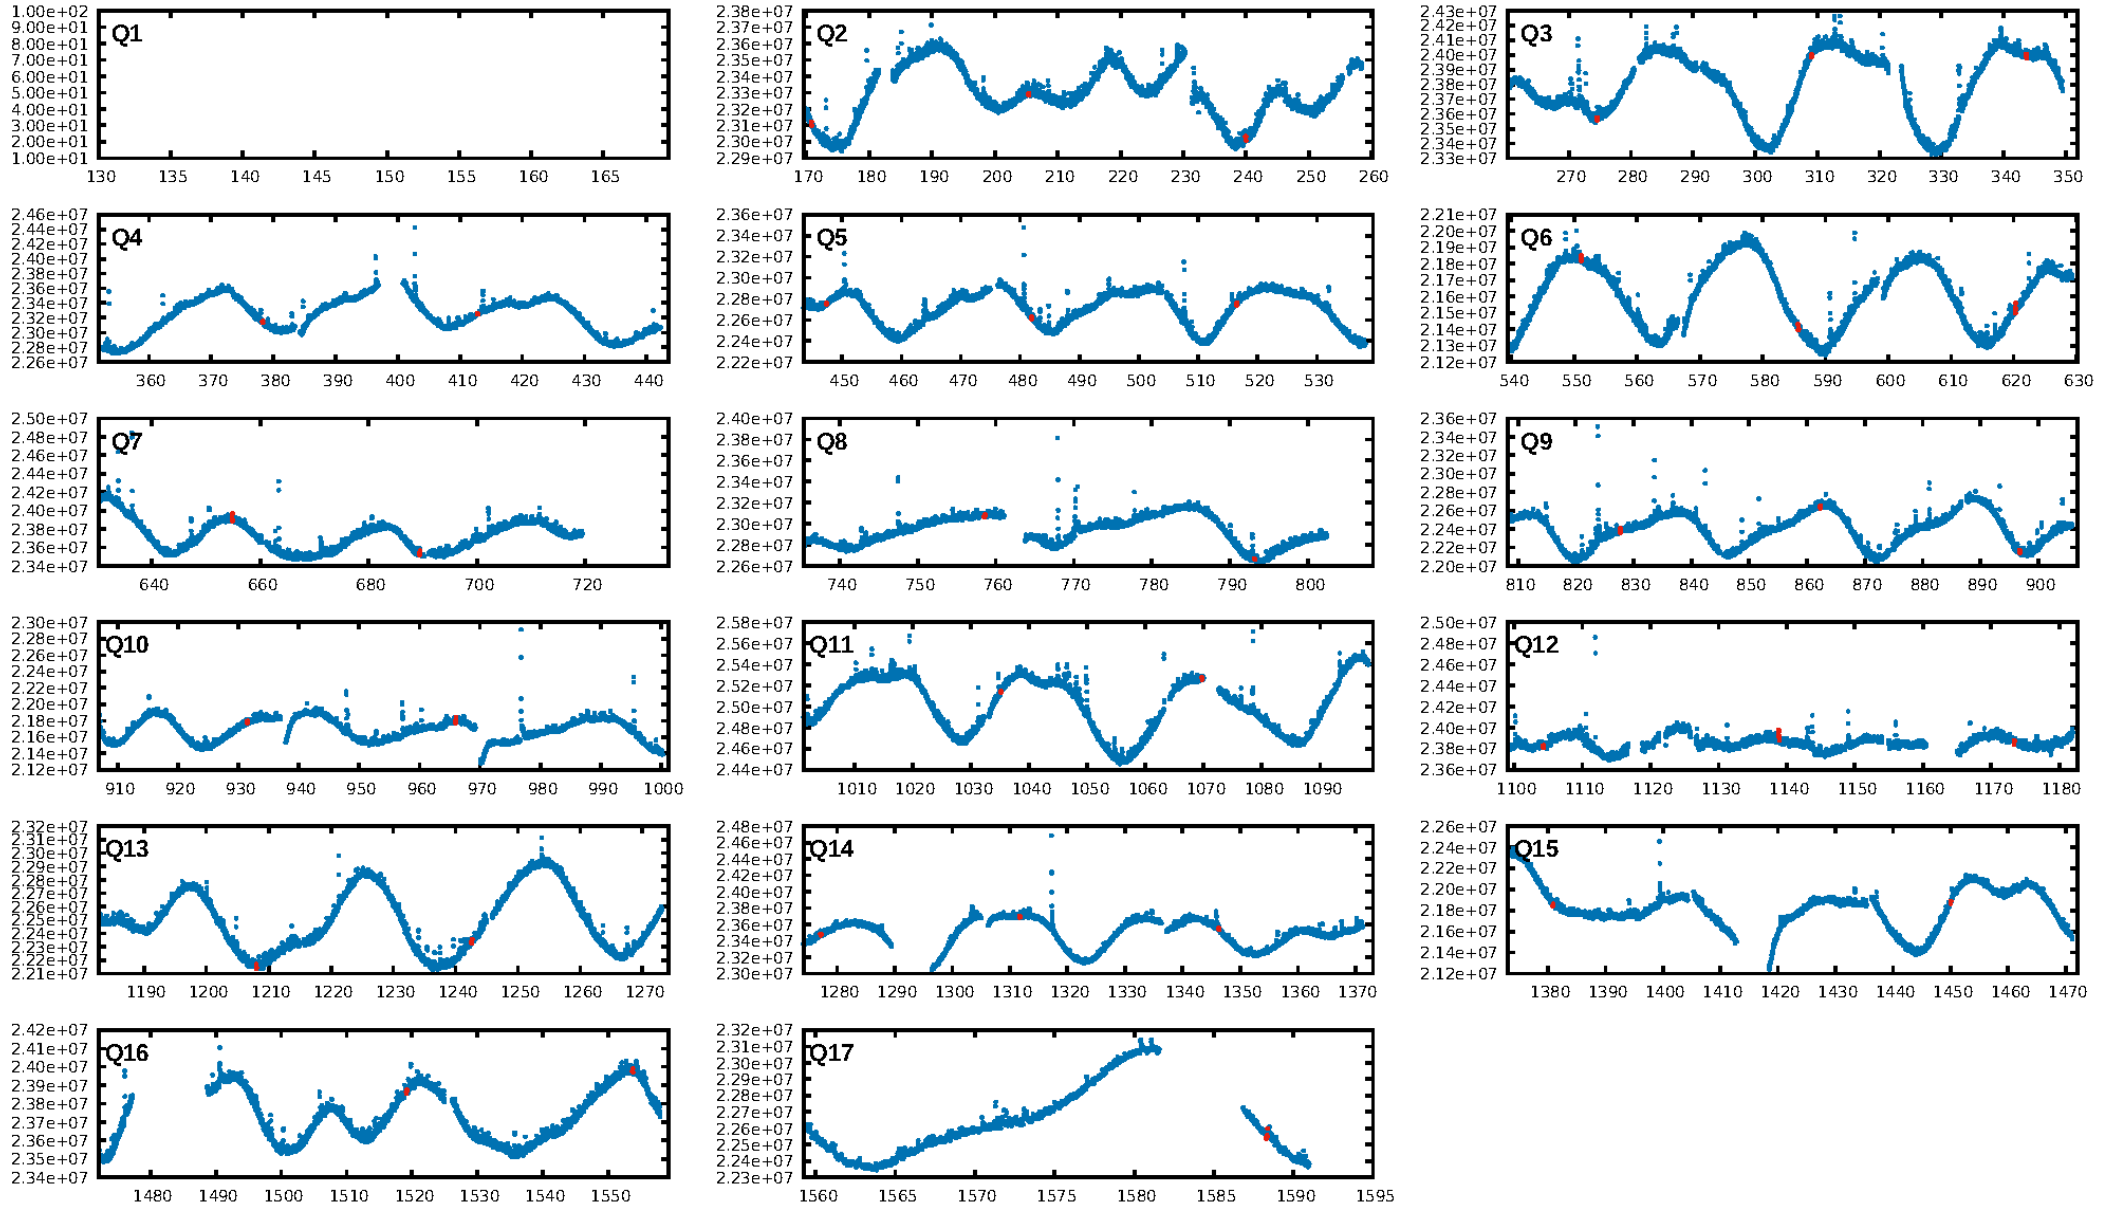 Q1
1.00e+02
9.00e+01
8.00e+01
7.00e+01
6.00e+01
5.00e+01
4.00e+01
3.00e+01
2.00e+01
1.00e+01
130 135 140 145 150 155 160 165
Q2
2.38e+07
2.37e+07
2.36e+07
2.35e+07
2.34e+07
2.33e+07
2.32e+07
2.31e+07
2.30e+07
2.29e+07
170 180 190 200 210 220 230 240 250 260
Q3
2.43e+07
2.42e+07
2.41e+07
2.40e+07
2.39e+07
2.38e+07
2.37e+07
2.36e+07
2.35e+07
2.34e+07
2.33e+07
270 280 290 300 310 320 330 340 350
Q4
2.46e+07
2.44e+07
2.42e+07
2.40e+07
2.38e+07
2.36e+07
2.34e+07
2.32e+07
2.30e+07
2.28e+07
2.26e+07
360 370 380 390 400 410 420 430 440
Q5
2.36e+07
2.34e+07
2.32e+07
2.30e+07
2.28e+07
2.26e+07
2.24e+07
2.22e+07
450 460 470 480 490 500 510 520 530
Q6
2.21e+07
2.20e+07
2.19e+07
2.18e+07
2.17e+07
2.16e+07
2.15e+07
2.14e+07
2.13e+07
2.12e+07
540 550 560 570 580 590 600 610 620 630
Q7
2.50e+07
2.48e+07
2.46e+07
2.44e+07
2.42e+07
2.40e+07
2.38e+07
2.36e+07
2.34e+07
640 660 680 700 720
Q8
2.40e+07
2.38e+07
2.36e+07
2.34e+07
2.32e+07
2.30e+07
2.28e+07
2.26e+07
740 750 760 770 780 790 800
Q9
2.36e+07
2.34e+07
2.32e+07
2.30e+07
2.28e+07
2.26e+07
2.24e+07
2.22e+07
2.20e+07
810 820 830 840 850 860 870 880 890 900
Q10
2.30e+07
2.28e+07
2.26e+07
2.24e+07
2.22e+07
2.20e+07
2.18e+07
2.16e+07
2.14e+07
2.12e+07
910 920 930 940 950 960 970 980 990 1000
Q11
2.58e+07
2.56e+07
2.54e+07
2.52e+07
2.50e+07
2.48e+07
2.46e+07
2.44e+07
1010 1020 1030 1040 1050 1060 1070 1080 1090
Q12
2.50e+07
2.48e+07
2.46e+07
2.44e+07
2.42e+07
2.40e+07
2.38e+07
2.36e+07
1100 1110 1120 1130 1140 1150 1160 1170 1180
Q13
2.32e+07
2.31e+07
2.30e+07
2.29e+07
2.28e+07
2.27e+07
2.26e+07
2.25e+07
2.24e+07
2.23e+07
2.22e+07
2.21e+07
1190 1200 1210 1220 1230 1240 1250 1260 1270
Q14
2.48e+07
2.46e+07
2.44e+07
2.42e+07
2.40e+07
2.38e+07
2.36e+07
2.34e+07
2.32e+07
2.30e+07
1280 1290 1300 1310 1320 1330 1340 1350 1360 1370
Q15
2.26e+07
2.24e+07
2.22e+07
2.20e+07
2.18e+07
2.16e+07
2.14e+07
2.12e+07
1380 1390 1400 1410 1420 1430 1440 1450 1460 1470
Q16
2.42e+07
2.41e+07
2.40e+07
2.39e+07
2.38e+07
2.37e+07
2.36e+07
2.35e+07
2.34e+07
1480 1490 1500 1510 1520 1530 1540 1550
Q17
2.32e+07
2.31e+07
2.30e+07
2.29e+07
2.28e+07
2.27e+07
2.26e+07
2.25e+07
2.24e+07
2.23e+07
1560 1565 1570 1575 1580 1585 1590 1595